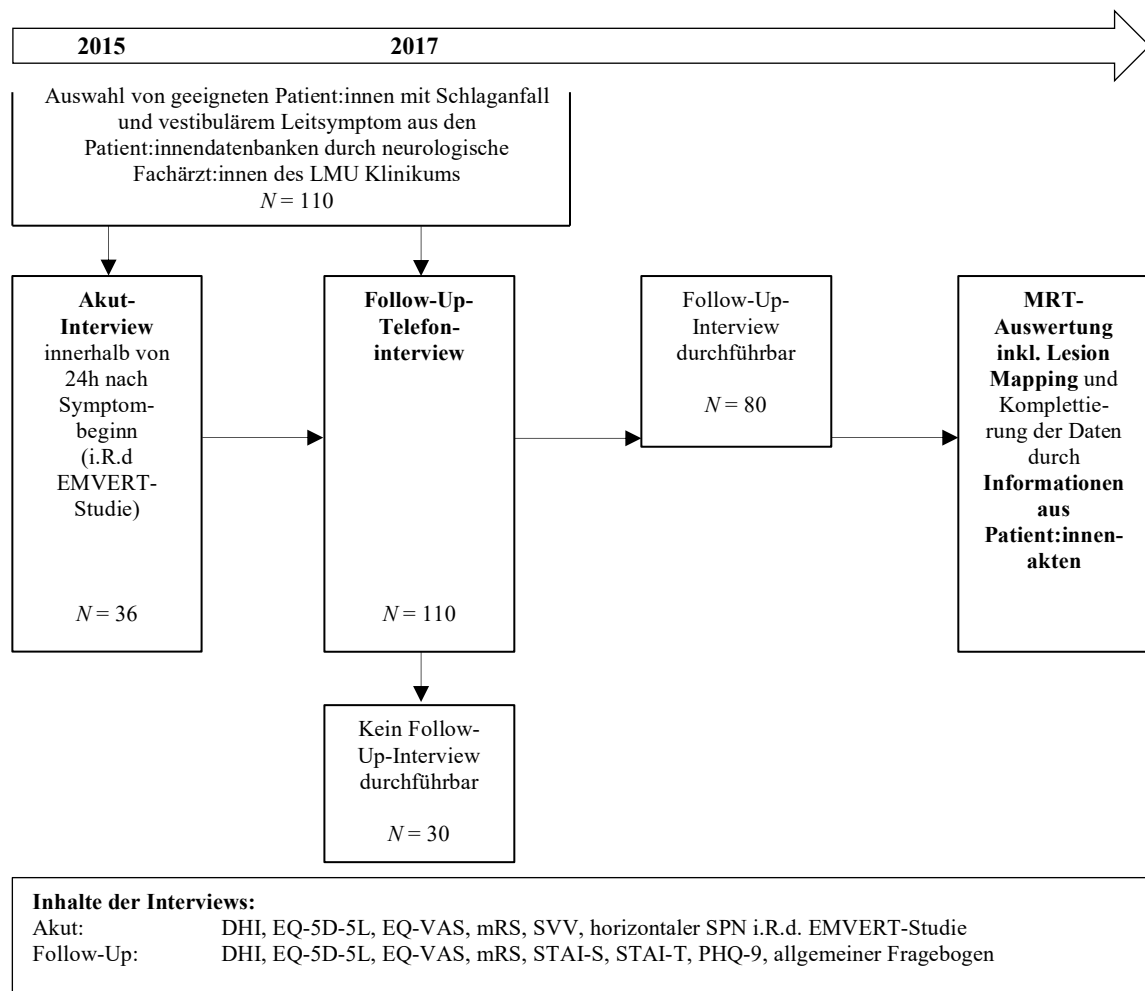 2015 2017
Auswahl von geeigneten Patient:innen mit Schlaganfall
und vestibulärem Leitsymptom aus den
Patient:innendatenbanken durch neurologische
Fachärzt:innen des LMU Klinikums
N = 110
Akut-
Interview
innerhalb von
24h nach
Symptom-
beginn
(i.R.d
EMVERT-
Studie)
N = 36
Follow-Up-
Telefon-
interview
N = 110
Follow-Up-
Interview
durchführbar
N = 80
MRT-
Auswertung
inkl. Lesion
Mapping und
Komplettie-
rung der Daten
durch
Informationen
aus
Patient:innen-
akten
Kein Follow-
Up-Interview
durchführbar
N = 30
Inhalte der Interviews:
Akut: DHI, EQ-5D-5L, EQ-VAS, mRS, SVV, horizontaler SPN i.R.d. EMVERT-Studie
Follow-Up: DHI, EQ-5D-5L, EQ-VAS, mRS, STAI-S, STAI-T, PHQ-9, allgemeiner Fragebogen